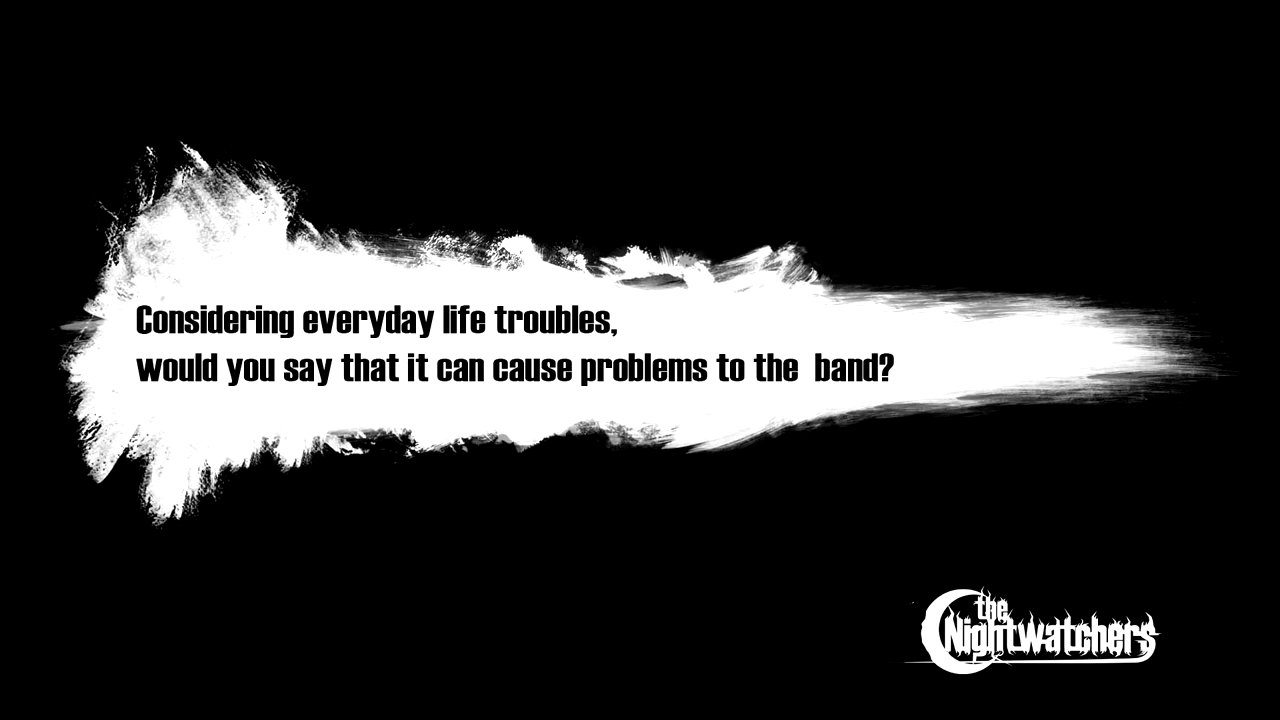 Considering everyday life troubles,
would you say that it can cause problems to the  band?
the
Nightwatchers